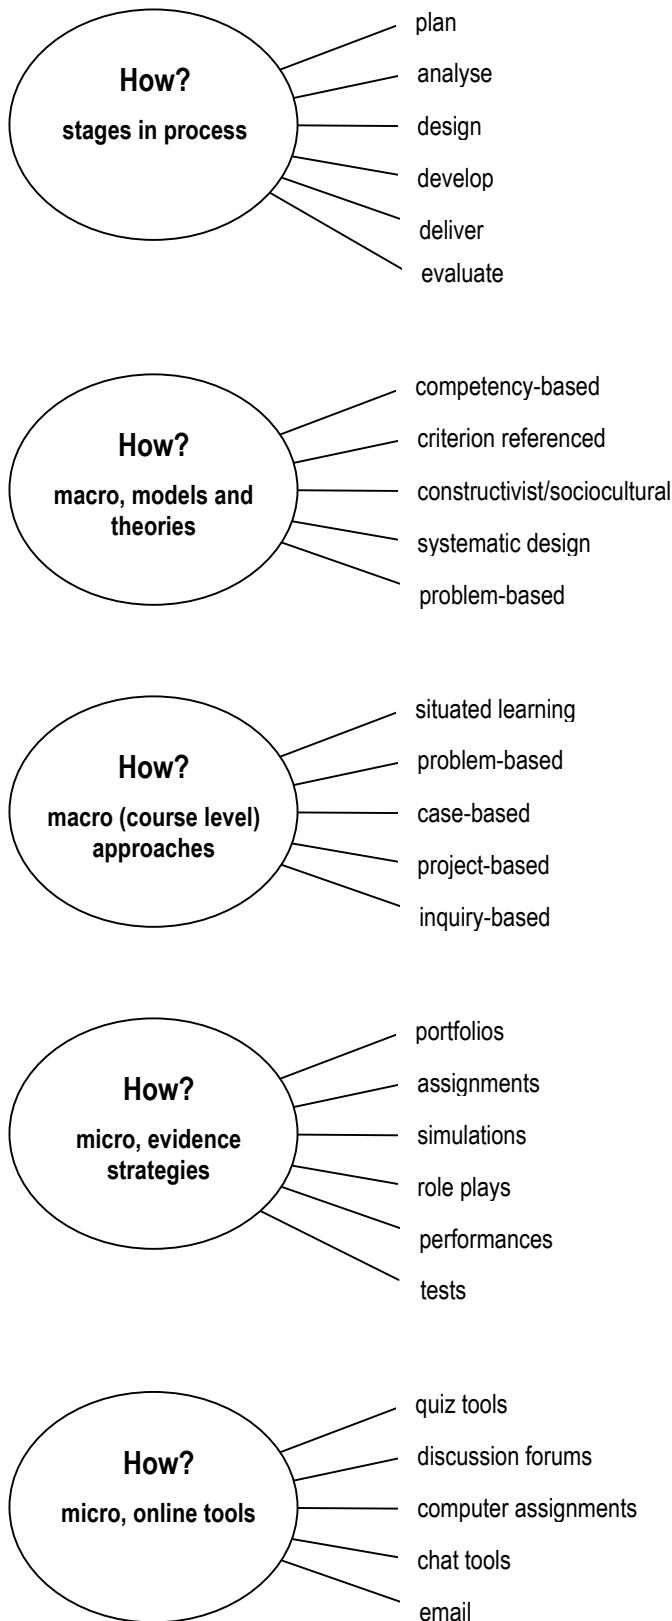 How?
stages in process
plan
analyse
design
develop
deliver
evaluate
How?
macro, models and
theories
competency-based
criterion referenced
constructivist/sociocultural
systematic design
problem-based
How?
macro (course level)
approaches
situated learning
problem-based
case-based
project-based
inquiry-based
How?
micro, evidence
strategies
portfolios
assignments
simulations
role plays
performances
tests
How?
micro, online tools
quiz tools
discussion forums
computer assignments
chat tools
email